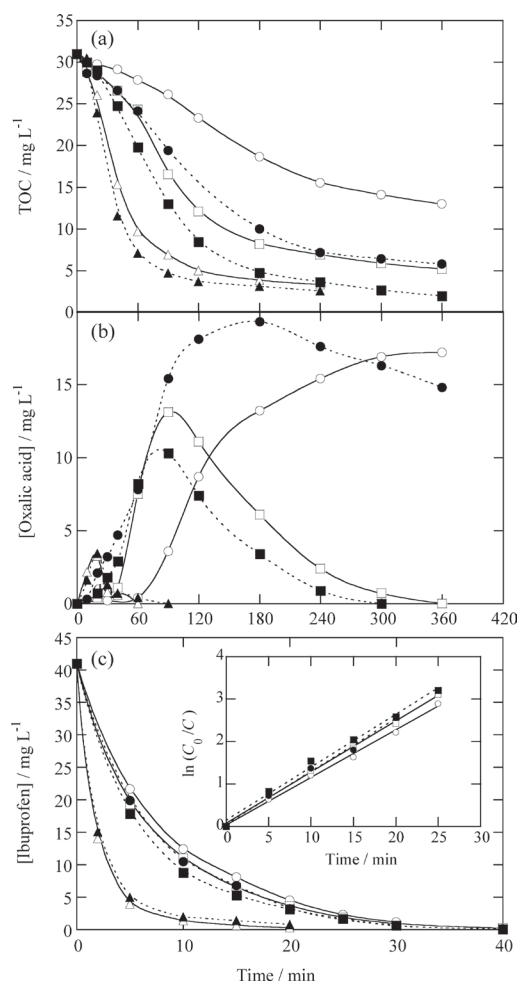 (a)
TOC / mg L⁻¹
35
30
25
20
15
10
5
0
(b)
[Oxalic acid] / mg L⁻¹
15
10
5
0
0 60 120 180 240 300 360 420
(c)
[Ibuprofen] / mg L⁻¹
45
40
35
30
25
20
15
10
5
0
0 10 20 30 40
Time / min
ln (C₀/C)
4
3
2
1
0
0 5 10 15 20 25 30
Time / min